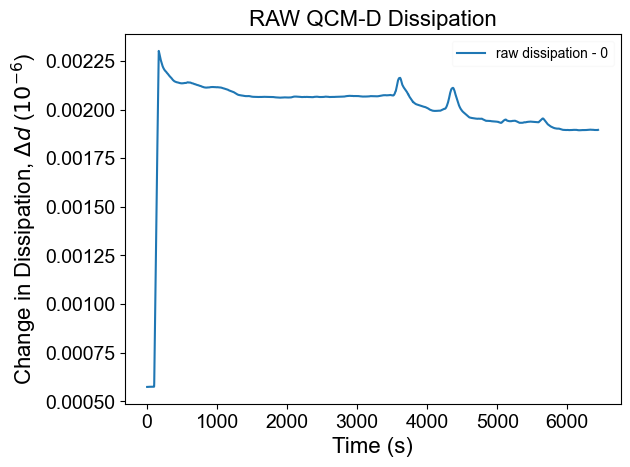 RAW QCM-D Dissipation
raw dissipation - 0
Change in Dissipation, Δd (10⁻⁶)
0.00225
0.00200
0.00175
0.00150
0.00125
0.00100
0.00075
0.00050
0 1000 2000 3000 4000 5000 6000
Time (s)